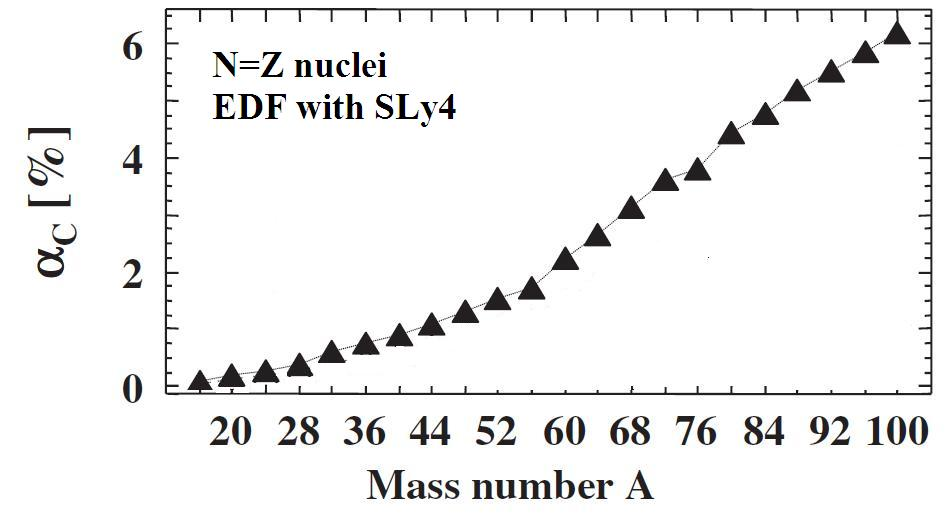 N=Z nuclei
EDF with SLy4
αC [%]
6
4
2
0
20 28 36 44 52 60 68 76 84 92 100
Mass number A